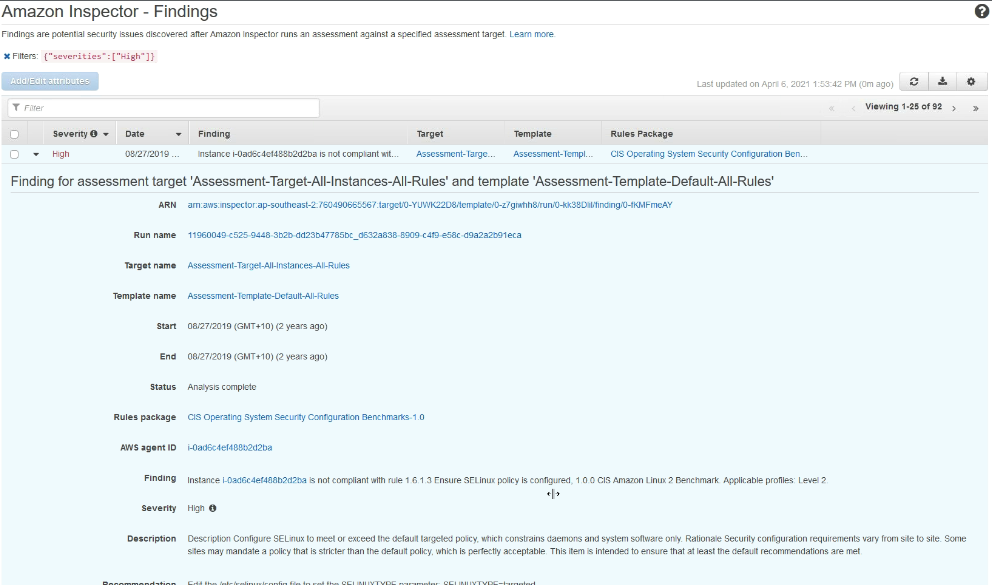 Amazon Inspector - Findings
Findings are potential security issues discovered after Amazon Inspector runs an assessment against a specified assessment target. Learn more.
Filters: {"severities":["High"]}
Add/Edit attributes
Last updated on April 6, 2021 1:53:42 PM (0m ago)
Filter
Viewing 1-25 of 92
Severity Date Finding Target Template Rules Package
High 08/27/2019 ... Instance i-0ad6c4ef488b2d2ba is not compliant wit... Assessment-Targe... Assessment-Templ... CIS Operating System Security Configuration Ben...
Finding for assessment target 'Assessment-Target-All-Instances-All-Rules' and template 'Assessment-Template-Default-All-Rules'
ARN arn:aws:inspector:ap-southeast-2:760490665567:target/0-YUWK22D8/template/0-z7giwhh8/run/0-kk38Dlil/finding/0-fKMFmeAY
Run name 11960049-c525-9448-3b2b-dd23b47785bc_d632a838-8909-c4f9-e58c-d9a2a2b91eca
Target name Assessment-Target-All-Instances-All-Rules
Template name Assessment-Template-Default-All-Rules
Start 08/27/2019 (GMT+10) (2 years ago)
End 08/27/2019 (GMT+10) (2 years ago)
Status Analysis complete
Rules package CIS Operating System Security Configuration Benchmarks-1.0
AWS agent ID i-0ad6c4ef488b2d2ba
Finding Instance i-0ad6c4ef488b2d2ba is not compliant with rule 1.6.1.3 Ensure SELinux policy is configured, 1.0.0 CIS Amazon Linux 2 Benchmark. Applicable profiles: Level 2.
Severity High
Description Description Configure SELinux to meet or exceed the default targeted policy, which constrains daemons and system software only. Rationale Security configuration requirements vary from site to site. Some
sites may mandate a policy that is stricter than the default policy, which is perfectly acceptable. This item is intended to ensure that at least the default recommendations are met.
Recommendation Edit the /etc/selinux/config file to set the SELINUXTYPE parameter: SELINUXTYPE=targeted